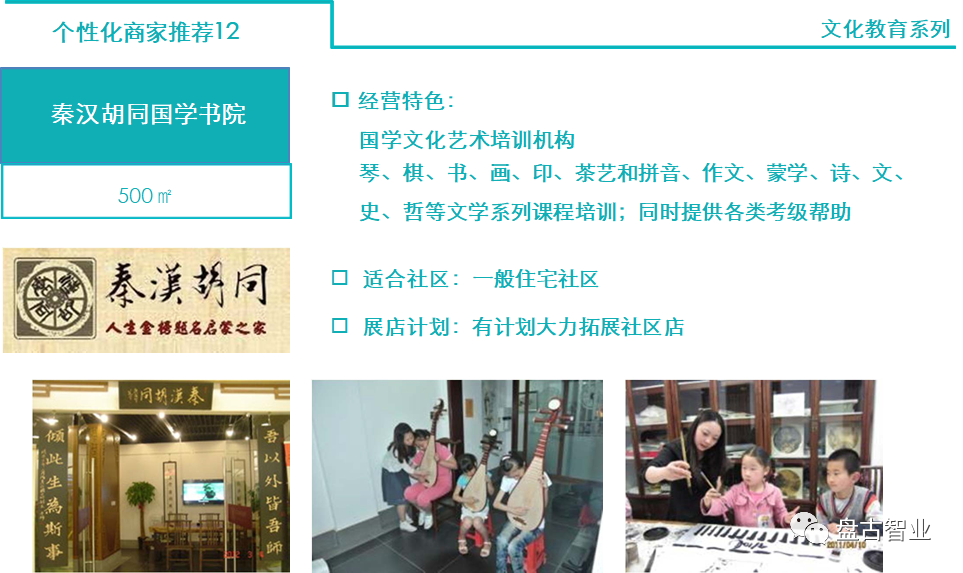 个性化商家推荐12
文化教育系列
秦汉胡同国学书院
500㎡
经营特色：
国学文化艺术培训机构
琴、棋、书、画、印、茶艺和拼音、作文、蒙学、诗、文、
史、哲等文学系列课程培训；同时提供各类考级帮助
适合社区：一般住宅社区
展店计划：有计划大力拓展社区店
秦漢胡同
人生金榜题名启蒙之家
秦漢胡同
倾此生為斯事
吾以外皆吾師
2011/04/10
盘古智业